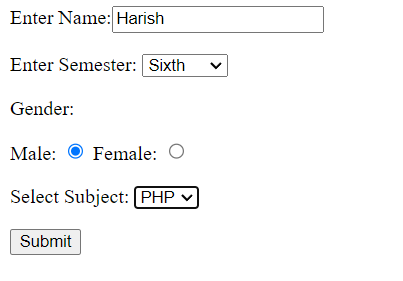 Enter Name: Harish
Enter Semester: Sixth
Gender:
Male: Female:
Select Subject: PHP
Submit